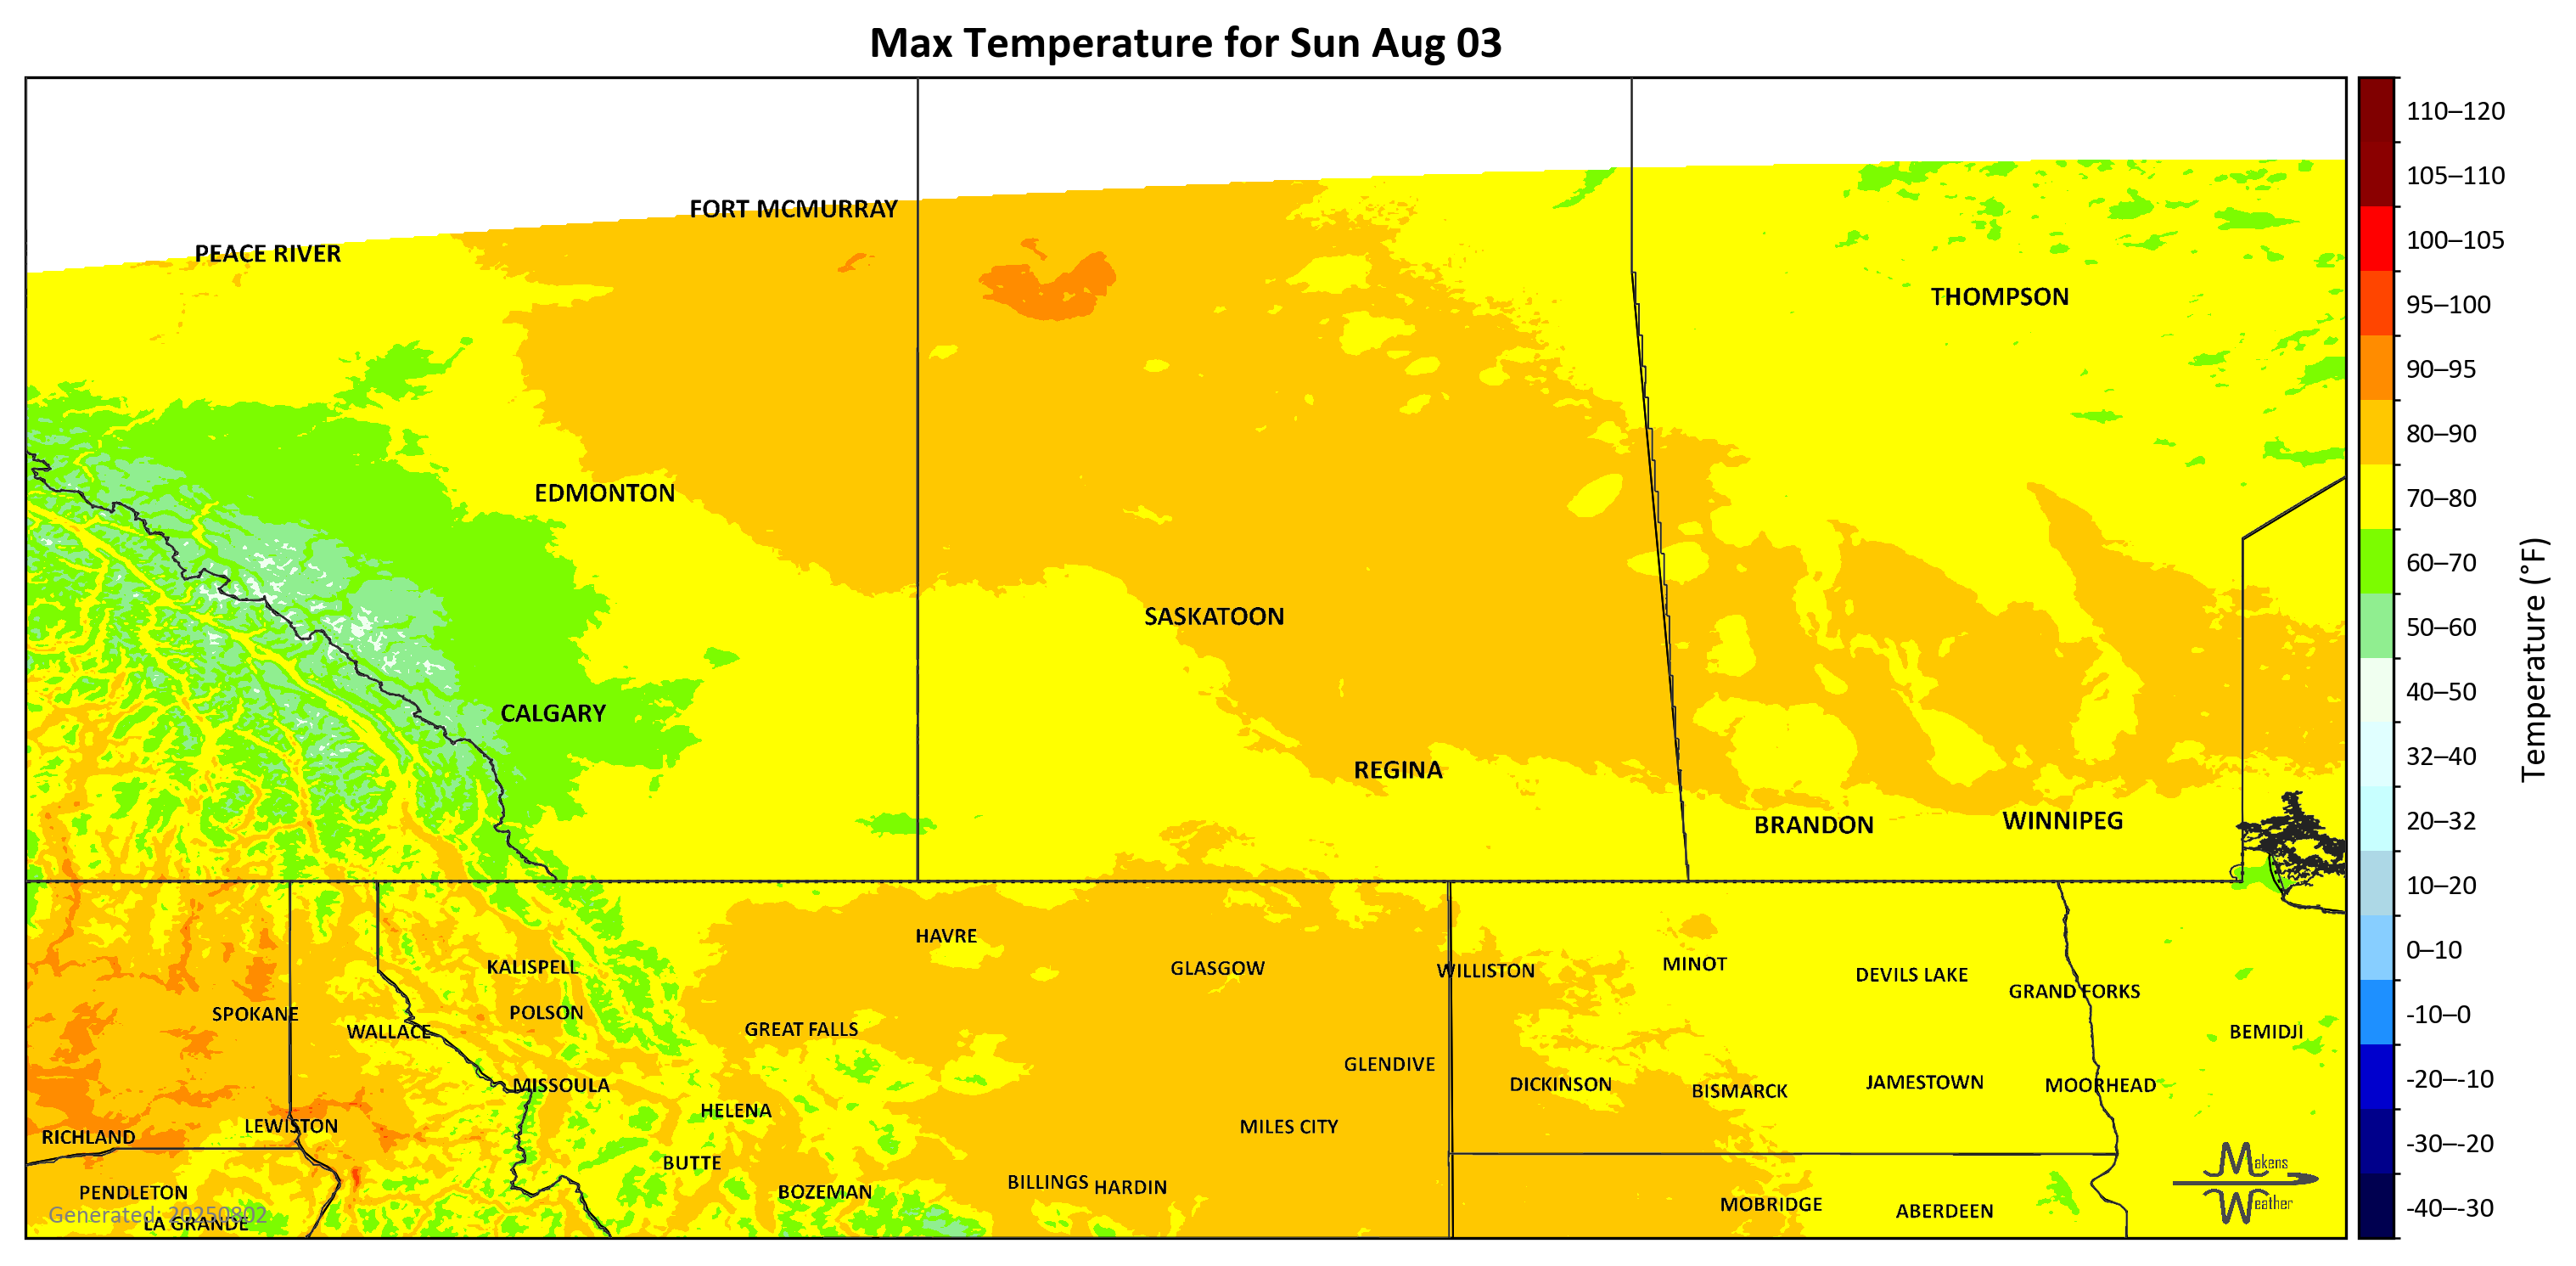 Max Temperature for Sun Aug 03
FORT MCMURRAY
PEACE RIVER
THOMPSON
EDMONTON
SASKATOON
CALGARY
REGINA
BRANDON
WINNIPEG
HAVRE
KALISPELL
GLASGOW
WILLISTON
MINOT
DEVILS LAKE
GRAND FORKS
SPOKANE
POLSON
WALLACE
GREAT FALLS
BEMIDJI
GLENDIVE
MISSOULA
DICKINSON
BISMARCK
JAMESTOWN
MOORHEAD
HELENA
LEWISTON
MILES CITY
RICHLAND
BUTTE
BILLINGS
HARDIN
PENDLETON
BOZEMAN
MOBRIDGE
ABERDEEN
LA GRANDE
Generated: 20250802
Makens
Weather
110–120
105–110
100–105
95–100
90–95
80–90
70–80
60–70
50–60
40–50
32–40
20–32
10–20
0–10
-10–0
-20–-10
-30–-20
-40–-30
Temperature (°F)